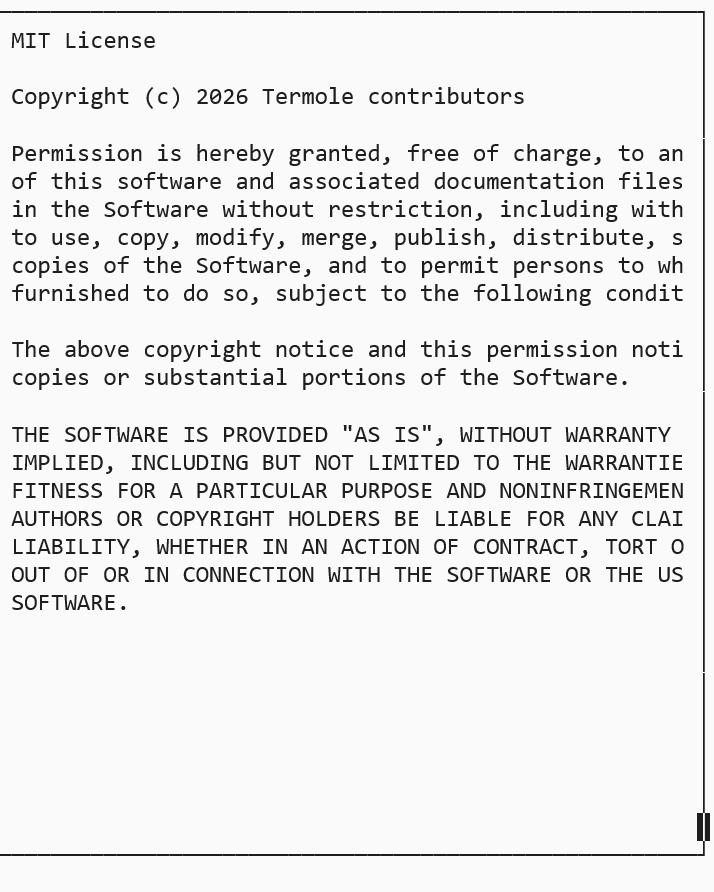 MIT License
Copyright (c) 2026 Termole contributors
Permission is hereby granted, free of charge, to an
of this software and associated documentation files
in the Software without restriction, including with
to use, copy, modify, merge, publish, distribute, s
copies of the Software, and to permit persons to wh
furnished to do so, subject to the following condit
The above copyright notice and this permission noti
copies or substantial portions of the Software.
THE SOFTWARE IS PROVIDED "AS IS", WITHOUT WARRANTY
IMPLIED, INCLUDING BUT NOT LIMITED TO THE WARRANTIE
FITNESS FOR A PARTICULAR PURPOSE AND NONINFRINGEMEN
AUTHORS OR COPYRIGHT HOLDERS BE LIABLE FOR ANY CLAI
LIABILITY, WHETHER IN AN ACTION OF CONTRACT, TORT O
OUT OF OR IN CONNECTION WITH THE SOFTWARE OR THE US
SOFTWARE.